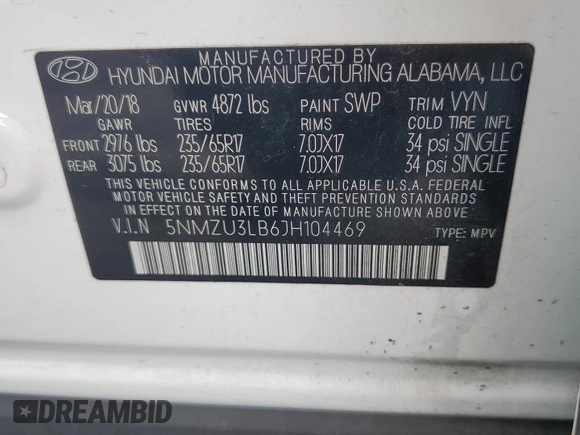 MANUFACTURED BY
HYUNDAI MOTOR MANUFACTURING ALABAMA, LLC
Mar/20/18 GVWR 4872 lbs PAINT SWP TRIM VYN
GAWR TIRES RIMS COLD TIRE INFL
FRONT 2976 lbs 235/65R17 7.0JX17 34 psi SINGLE
REAR 3075 lbs 235/65R17 7.0JX17 34 psi SINGLE
THIS VEHICLE CONFORMS TO ALL APPLICABLE U.S.A. FEDERAL
MOTOR VEHICLE SAFETY AND THEFT PREVENTION STANDARDS
IN EFFECT ON THE DATE OF MANUFACTURE SHOWN ABOVE.
V.I.N 5NMZU3LB6JH104469 TYPE: MPV
DREAMBID